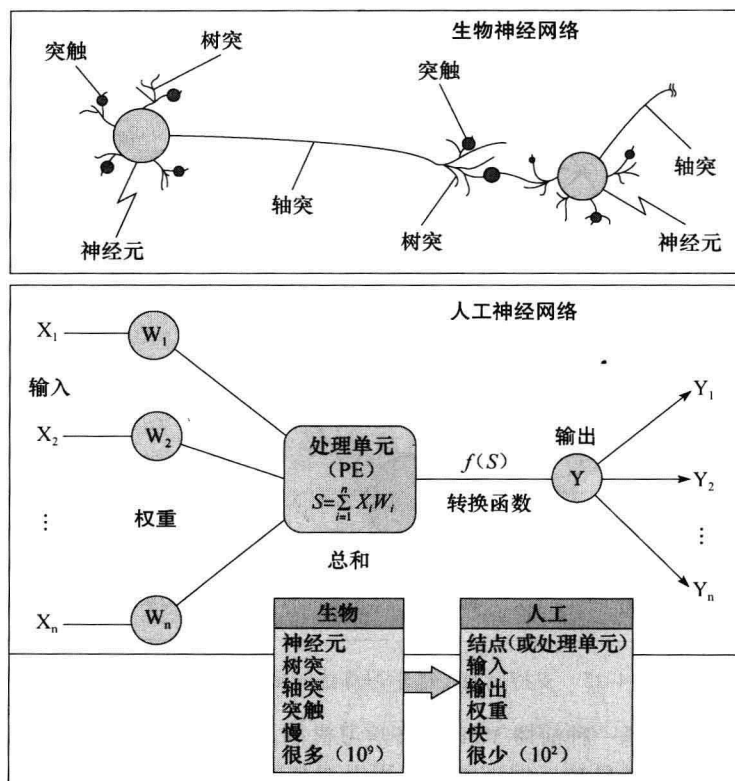 生物神经网络
突触
树突
突触
轴突
轴突
树突
神经元
神经元
人工神经网络
X₁
W₁
输入
X₂
W₂
⋮
权重
Xₙ
Wₙ
处理单元
(PE)
S=∑ᵢ₌₁ⁿ XᵢWᵢ
总和
f(S)
转换函数
输出
Y
Y₁
Y₂
⋮
Yₙ
生物
神经元
树突
轴突
突触
慢
很多（10⁹）
人工
结点(或处理单元)
输入
输出
权重
快
很少（10²）